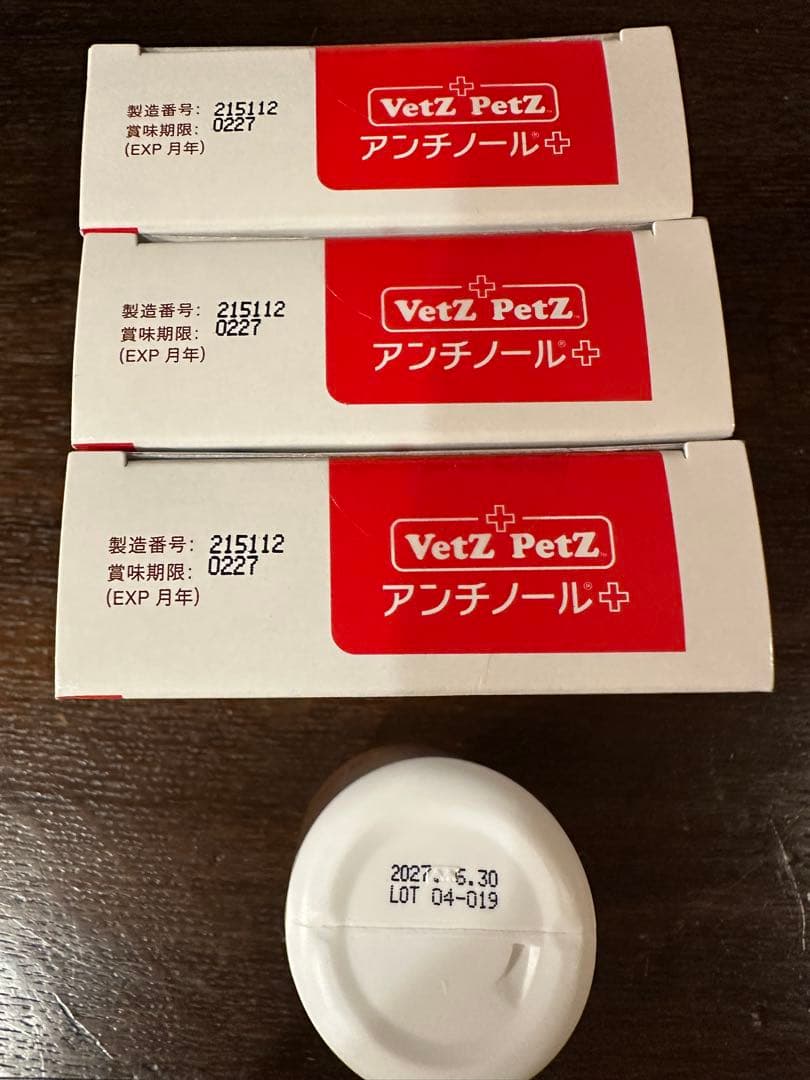 製造番号: 215112
賞味期限: 0227
(EXP 月年)
VetZ PetZ™
アンチノール®+
製造番号: 215112
賞味期限: 0227
(EXP 月年)
VetZ PetZ™
アンチノール®+
製造番号: 215112
賞味期限: 0227
(EXP 月年)
VetZ PetZ™
アンチノール®+
LOT 04-019